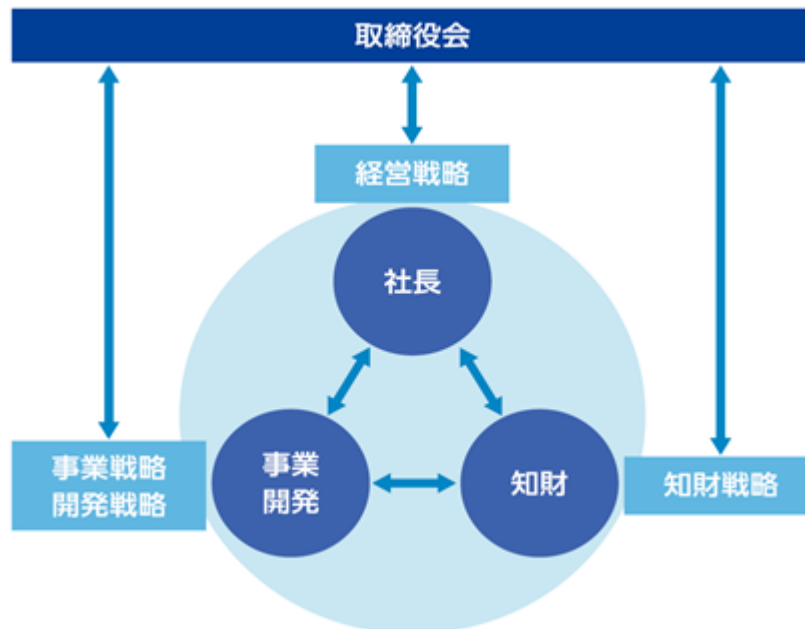 取締役会
経営戦略
社長
事業戦略
開発戦略
事業
開発
知財
知財戦略